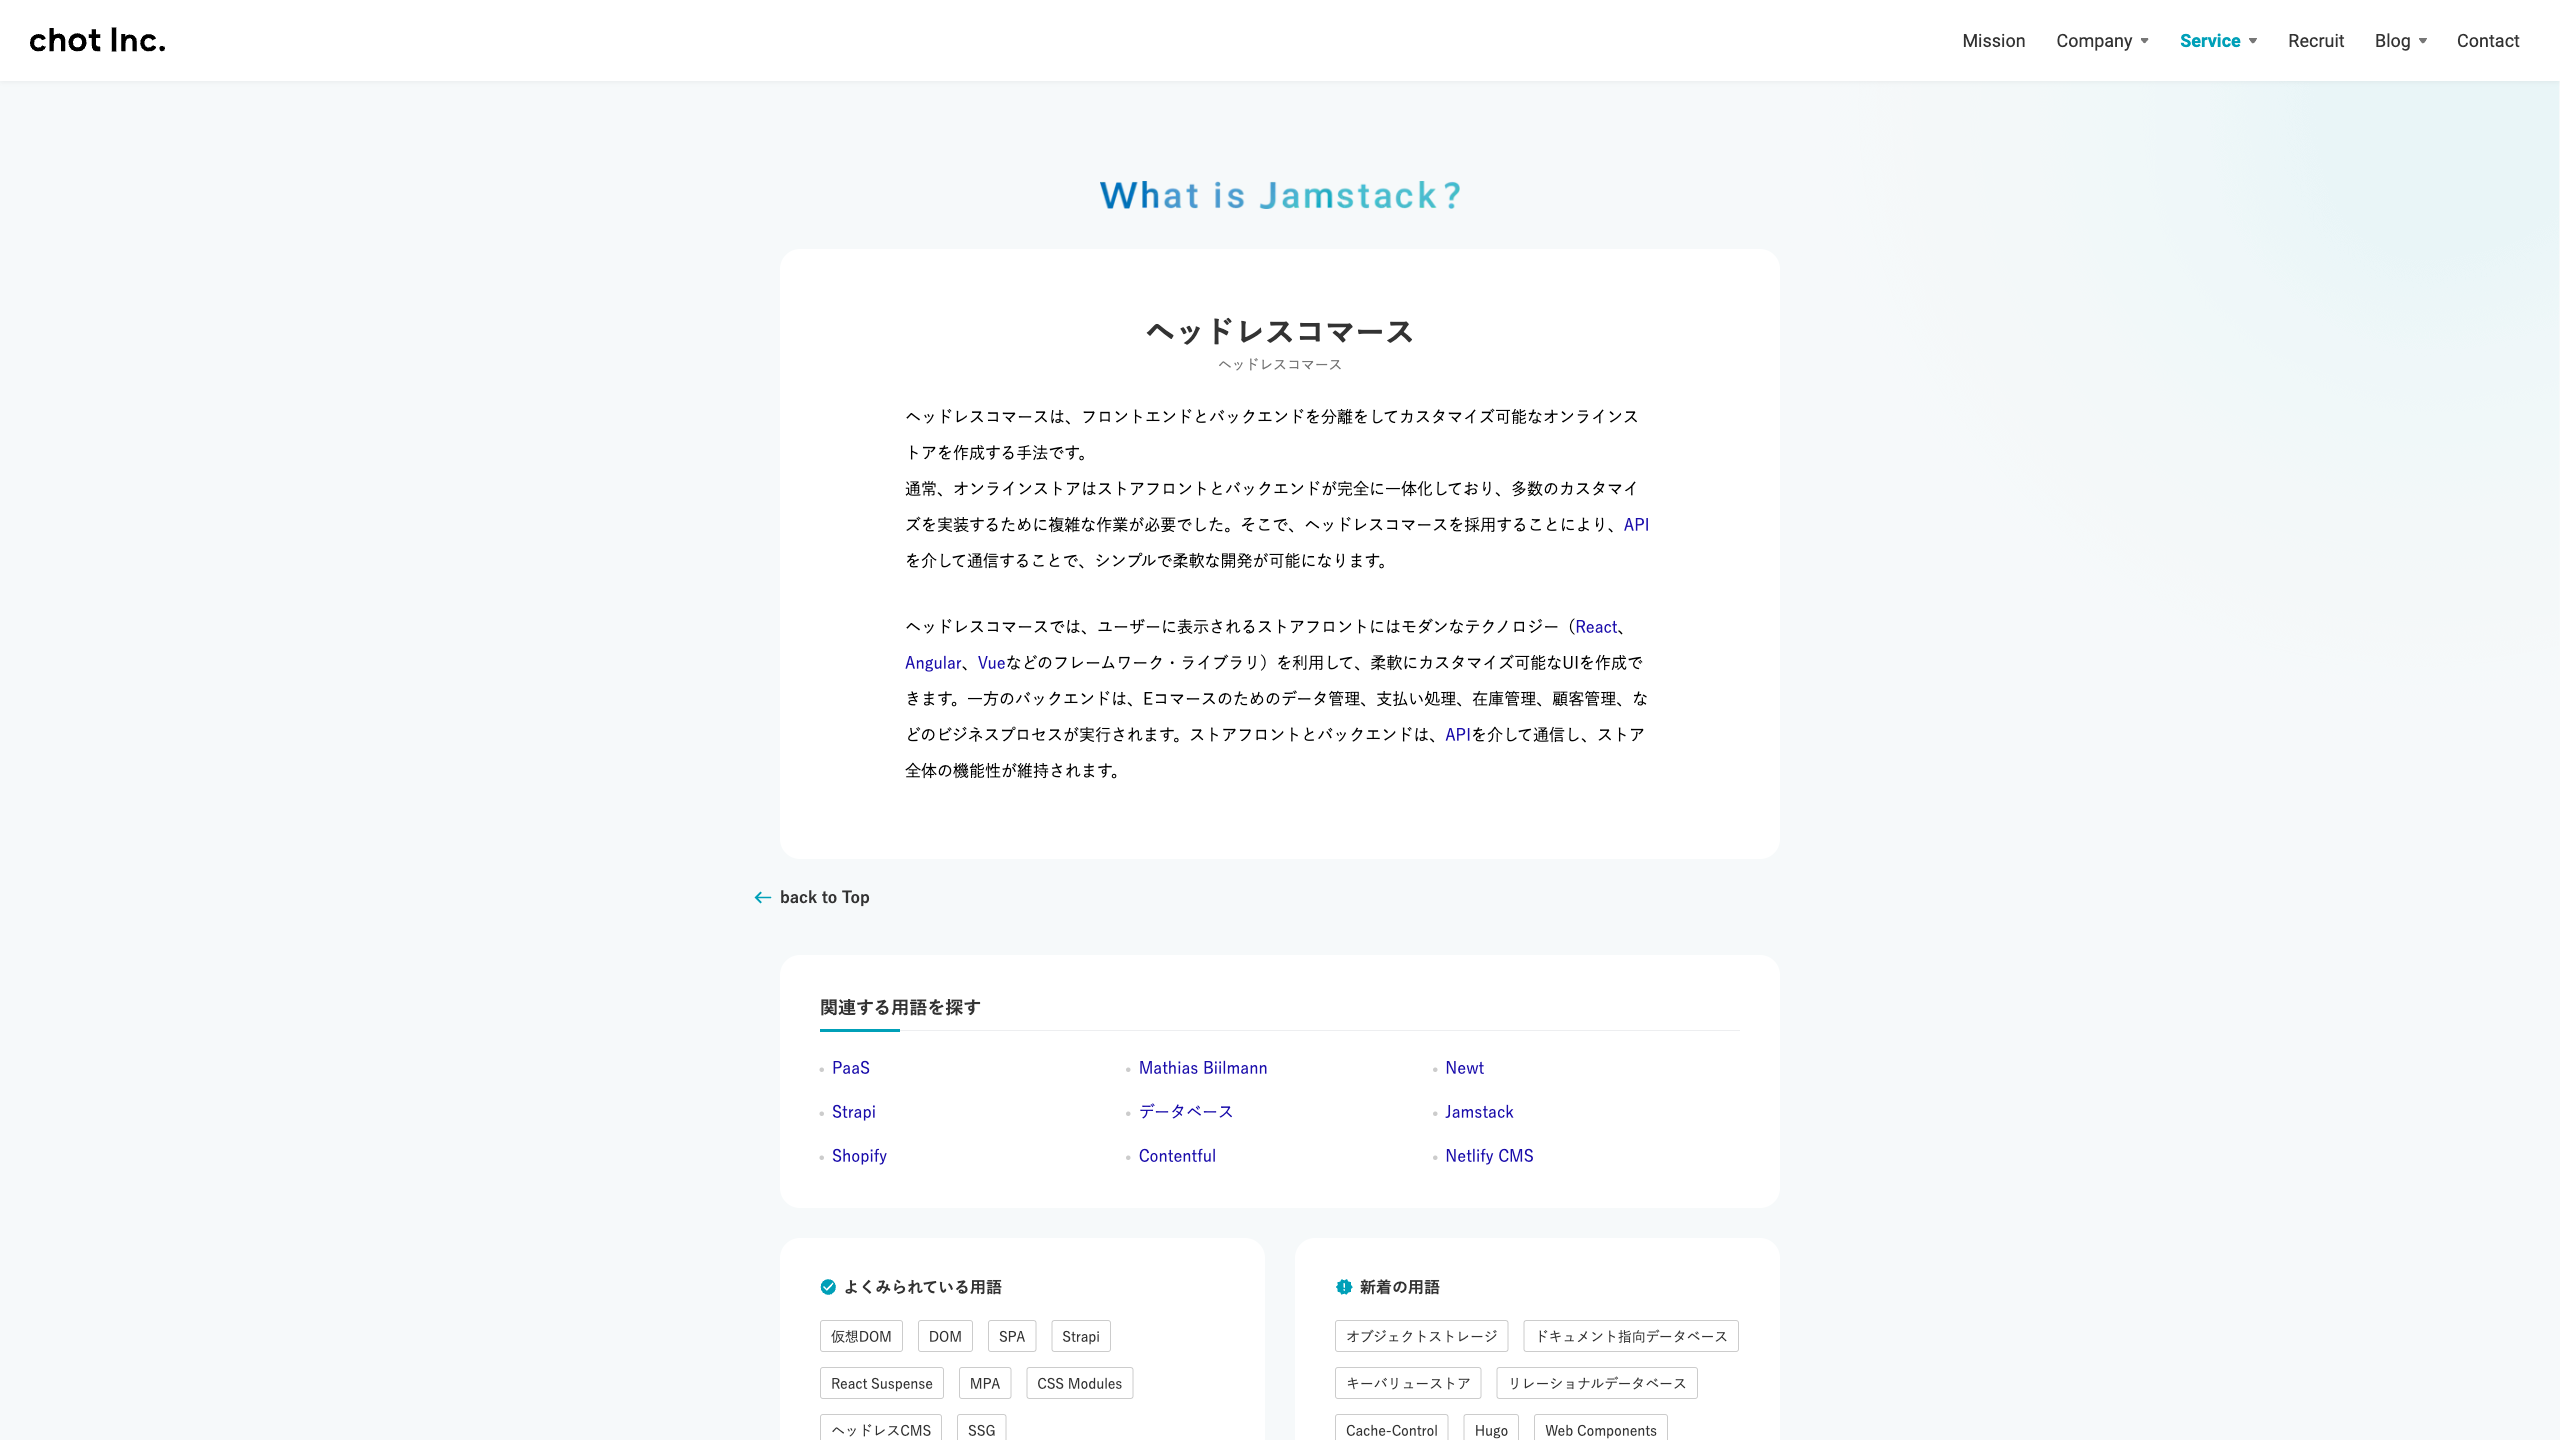 chot Inc.
Mission Company Service Recruit Blog Contact
What is Jamstack?
ヘッドレスコマース
ヘッドレスコマース
ヘッドレスコマースは、フロントエンドとバックエンドを分離をしてカスタマイズ可能なオンラインス
トアを作成する手法です。
通常、オンラインストアはストアフロントとバックエンドが完全に一体化しており、多数のカスタマイ
ズを実装するために複雑な作業が必要でした。そこで、ヘッドレスコマースを採用することにより、API
を介して通信することで、シンプルで柔軟な開発が可能になります。
ヘッドレスコマースでは、ユーザーに表示されるストアフロントにはモダンなテクノロジー（React、
Angular、Vueなどのフレームワーク・ライブラリ）を利用して、柔軟にカスタマイズ可能なUIを作成で
きます。一方のバックエンドは、Eコマースのためのデータ管理、支払い処理、在庫管理、顧客管理、な
どのビジネスプロセスが実行されます。ストアフロントとバックエンドは、APIを介して通信し、ストア
全体の機能性が維持されます。
back to Top
関連する用語を探す
PaaS Mathias Biilmann Newt
Strapi データベース Jamstack
Shopify Contentful Netlify CMS
よくみられている用語
仮想DOM DOM SPA Strapi
React Suspense MPA CSS Modules
ヘッドレスCMS SSG
新着の用語
オブジェクトストレージ ドキュメント指向データベース
キーバリューストア リレーショナルデータベース
Cache-Control Hugo Web Components